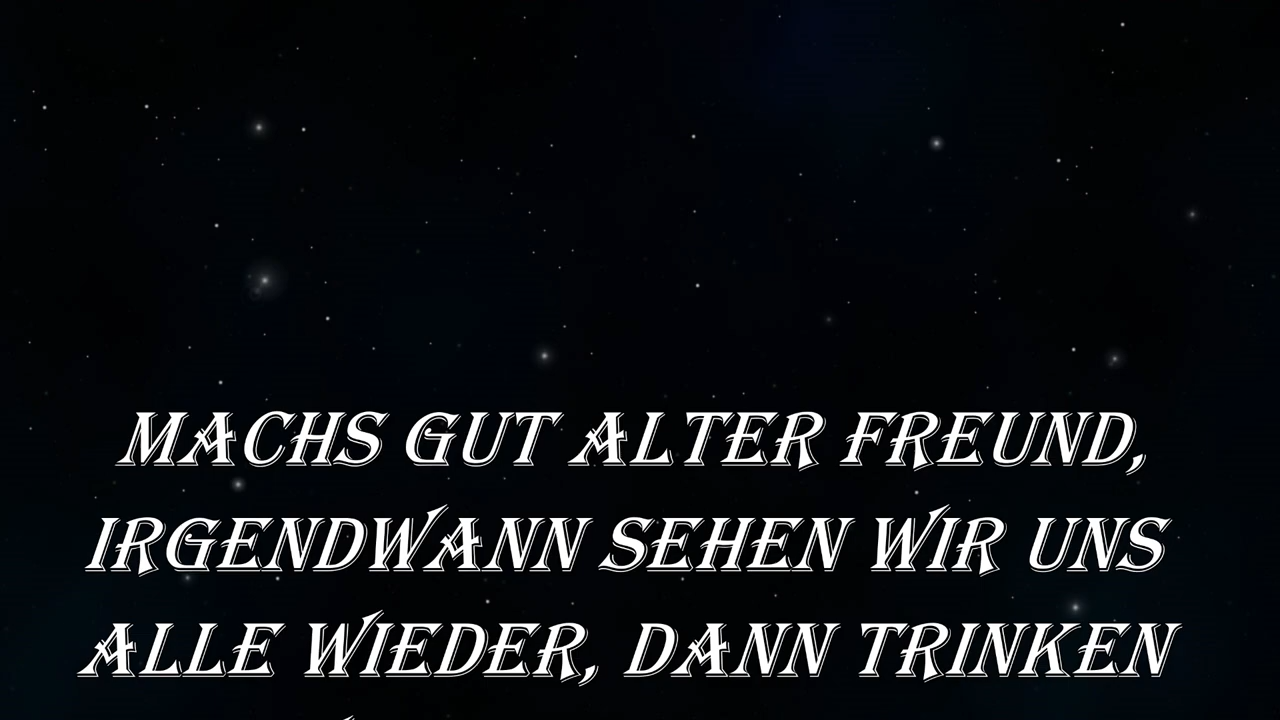 MACHS GUT ALTER FREUND,
IRGENDWANN SEHEN WIR UNS
ALLE WIEDER, DANN TRINKEN